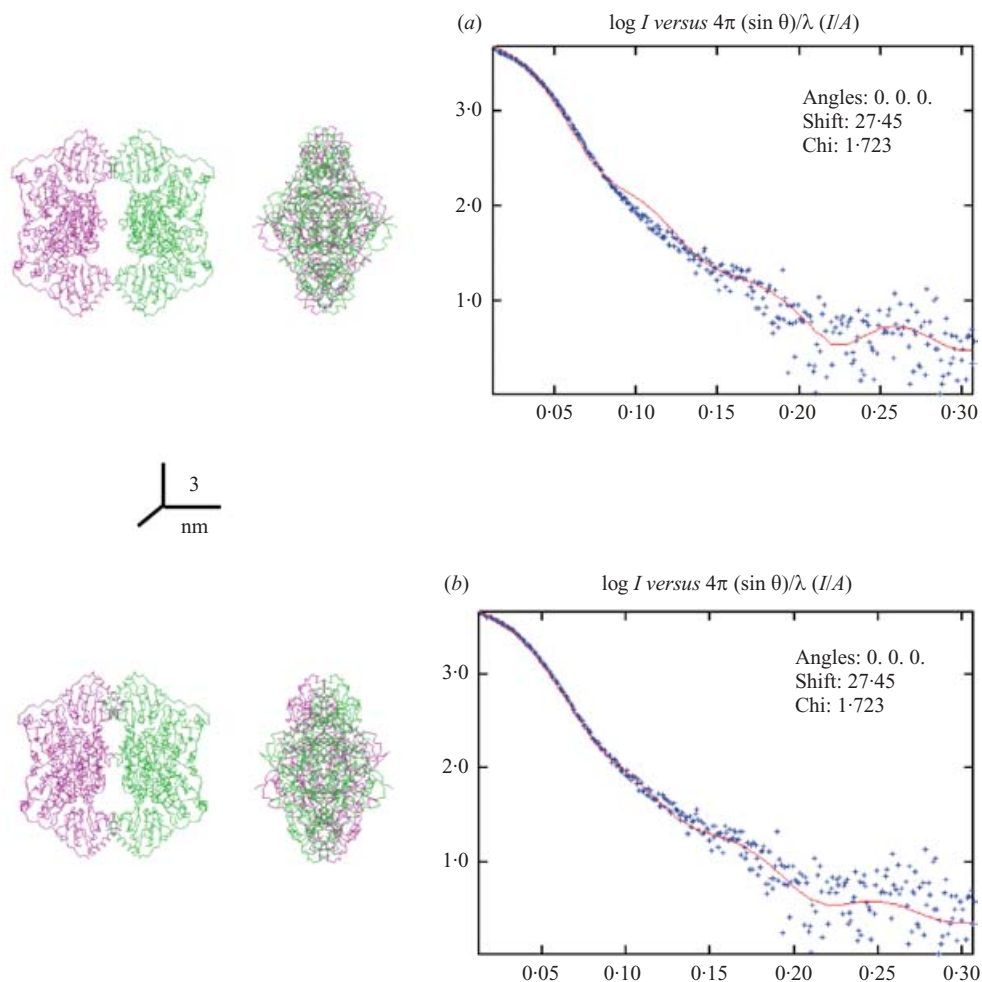 (a) log I versus 4π (sin θ)/λ (I/A)
Angles: 0. 0. 0.
Shift: 27·45
Chi: 1·723
3·0
2·0
1·0
0·05 0·10 0·15 0·20 0·25 0·30
3
nm
(b) log I versus 4π (sin θ)/λ (I/A)
Angles: 0. 0. 0.
Shift: 27·45
Chi: 1·723
3·0
2·0
1·0
0·05 0·10 0·15 0·20 0·25 0·30